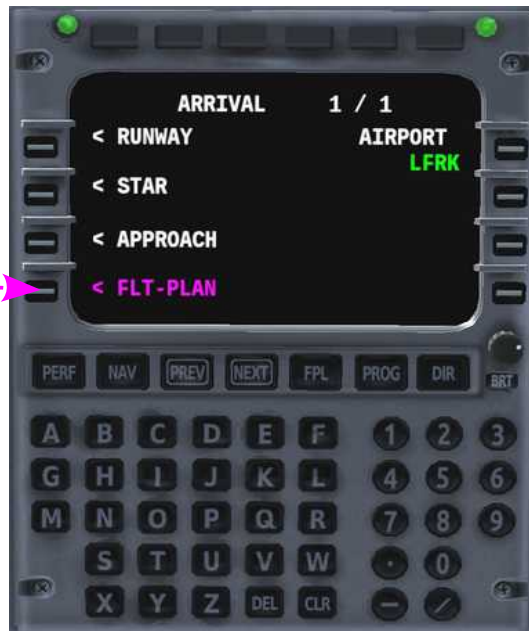 ARRIVAL 1 / 1
< RUNWAY AIRPORT
LFRK
< STAR
< APPROACH
< FLT-PLAN
PERF NAV PREV NEXT FPL PROG DIR BRT
A B C D E F 1 2 3
G H I J K L 4 5 6
M N O P Q R 7 8 9
S T U V W . 0
X Y Z DEL CLR - /